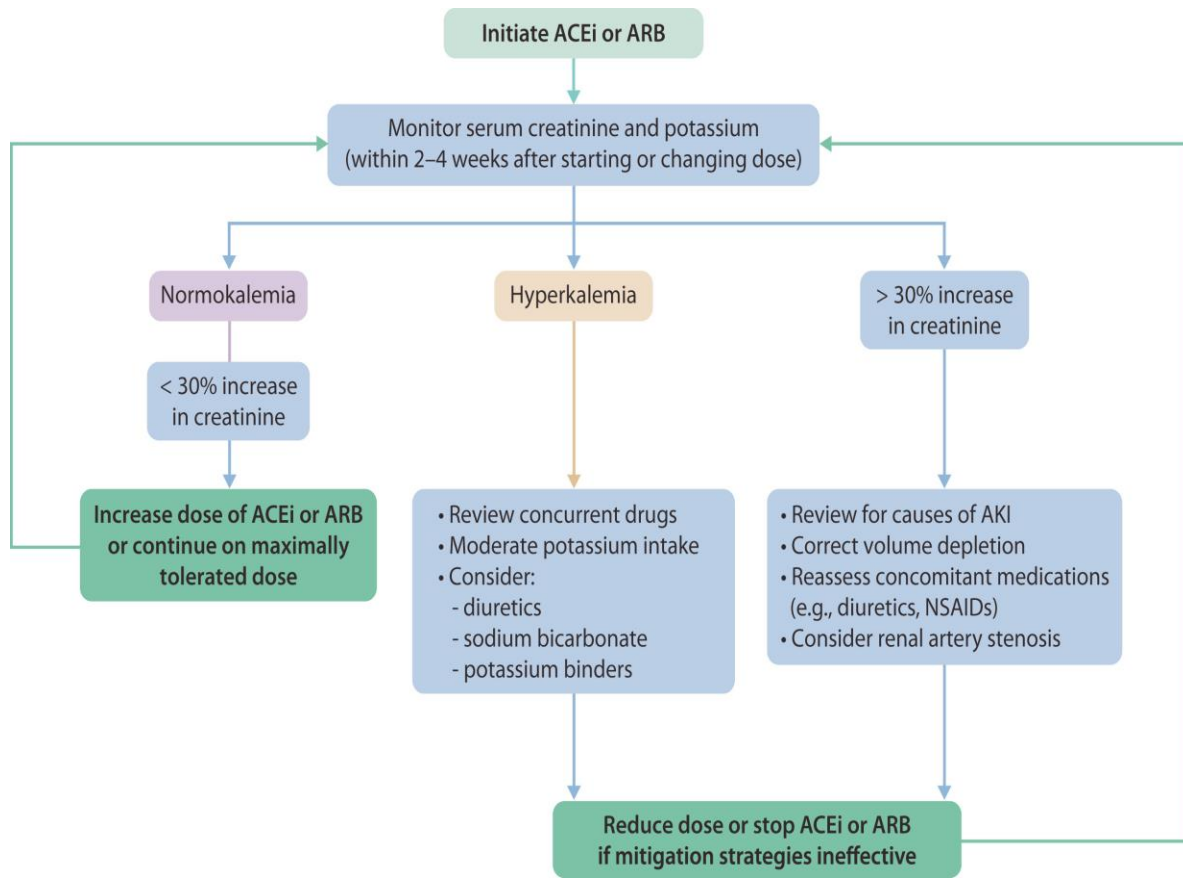 Initiate ACEi or ARB
Monitor serum creatinine and potassium
(within 2–4 weeks after starting or changing dose)
Normokalemia
< 30% increase
in creatinine
Increase dose of ACEi or ARB
or continue on maximally
tolerated dose
Hyperkalemia
• Review concurrent drugs
• Moderate potassium intake
• Consider:
- diuretics
- sodium bicarbonate
- potassium binders
> 30% increase
in creatinine
• Review for causes of AKI
• Correct volume depletion
• Reassess concomitant medications
(e.g., diuretics, NSAIDs)
• Consider renal artery stenosis
Reduce dose or stop ACEi or ARB
if mitigation strategies ineffective